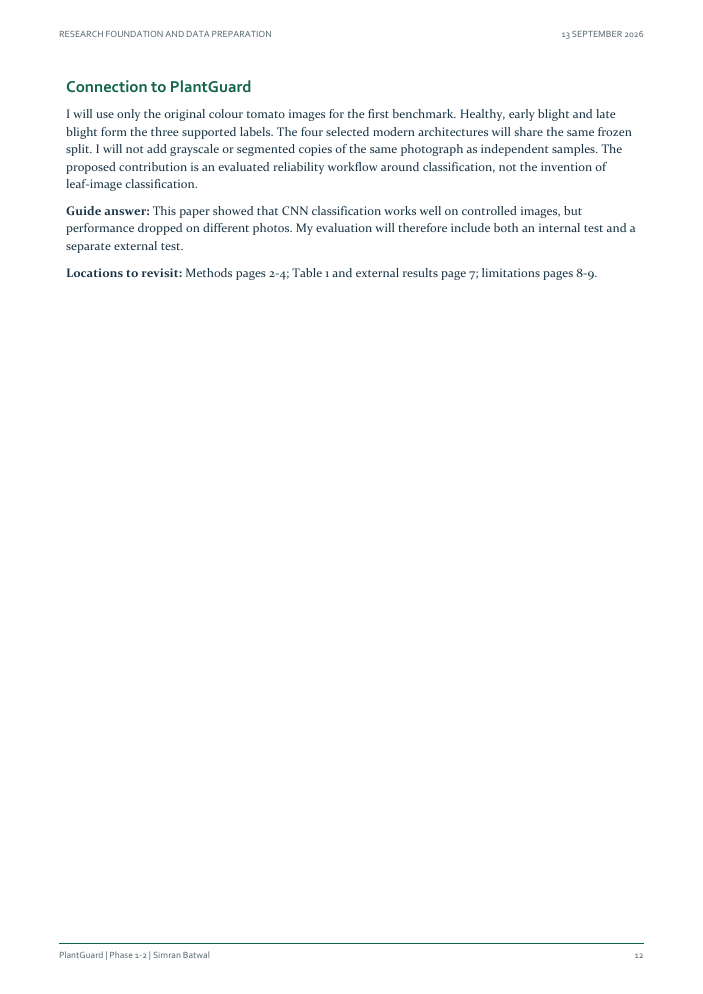 RESEARCH FOUNDATION AND DATA PREPARATION
13 SEPTEMBER 2026
Connection to PlantGuard
I will use only the original colour tomato images for the first benchmark. Healthy, early blight and late
blight form the three supported labels. The four selected modern architectures will share the same frozen
split. I will not add grayscale or segmented copies of the same photograph as independent samples. The
proposed contribution is an evaluated reliability workflow around classification, not the invention of
leaf-image classification.
Guide answer: This paper showed that CNN classification works well on controlled images, but
performance dropped on different photos. My evaluation will therefore include both an internal test and a
separate external test.
Locations to revisit: Methods pages 2-4; Table 1 and external results page 7; limitations pages 8-9.
PlantGuard | Phase 1-2 | Simran Batwal
12